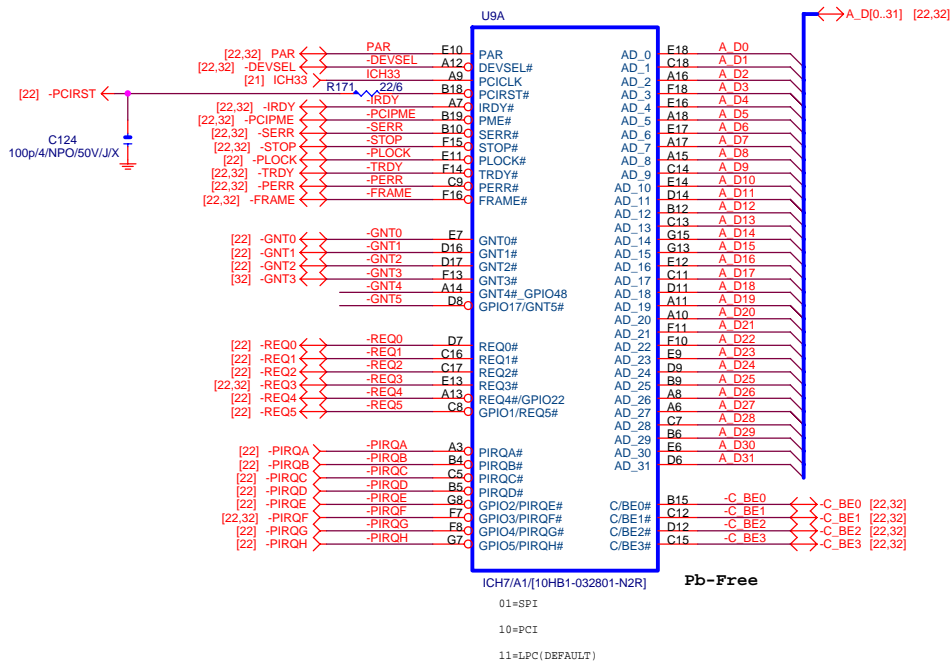 U9A
A_D[0..31] [22,32]
[22,32] PAR PAR E10 PAR AD_0 E18 A_D0
[22,32] -DEVSEL -DEVSEL A12 DEVSEL# AD_1 C18 A_D1
[21] ICH33 ICH33 A9 PCICLK AD_2 A16 A_D2
[22] -PCIRST R171 22/6 B18 PCIRST# AD_3 F18 A_D3
[22,32] -IRDY -IRDY A7 IRDY# AD_4 E16 A_D4
[22,32] -PCIPME -PCIPME B19 PME# AD_5 A18 A_D5
[22,32] -SERR -SERR B10 SERR# AD_6 E17 A_D6
[22,32] -STOP -STOP F15 STOP# AD_7 A17 A_D7
[22] -PLOCK -PLOCK E11 PLOCK# AD_8 A15 A_D8
[22,32] -TRDY -TRDY F14 TRDY# AD_9 C14 A_D9
[22,32] -PERR -PERR C9 PERR# AD_10 E14 A_D10
[22,32] -FRAME -FRAME F16 FRAME# AD_11 D14 A_D11
C124
100p/4/NPO/50V/J/X
AD_12 B12 A_D12
AD_13 C13 A_D13
[22] -GNT0 -GNT0 E7 GNT0# AD_14 G15 A_D14
[22] -GNT1 -GNT1 D16 GNT1# AD_15 G13 A_D15
[22] -GNT2 -GNT2 D17 GNT2# AD_16 E12 A_D16
[32] -GNT3 -GNT3 F13 GNT3# AD_17 C11 A_D17
-GNT4 A14 GNT4#_GPIO48 AD_18 D11 A_D18
-GNT5 D8 GPIO17/GNT5# AD_19 A11 A_D19
AD_20 A10 A_D20
AD_21 F11 A_D21
[22] -REQ0 -REQ0 D7 REQ0# AD_22 F10 A_D22
[22] -REQ1 -REQ1 C16 REQ1# AD_23 E9 A_D23
[22] -REQ2 -REQ2 C17 REQ2# AD_24 D9 A_D24
[22,32] -REQ3 -REQ3 E13 REQ3# AD_25 B9 A_D25
[22] -REQ4 -REQ4 A13 REQ4#/GPIO22 AD_26 A8 A_D26
[22] -REQ5 -REQ5 C8 GPIO1/REQ5# AD_27 A6 A_D27
AD_28 C7 A_D28
AD_29 B6 A_D29
[22] -PIRQA -PIRQA A3 PIRQA# AD_30 E6 A_D30
[22] -PIRQB -PIRQB B4 PIRQB# AD_31 D6 A_D31
[22] -PIRQC -PIRQC C5 PIRQC#
[22] -PIRQD -PIRQD B5 PIRQD#
[22] -PIRQE -PIRQE G8 GPIO2/PIRQE# C/BE0# B15 -C_BE0 -C_BE0 [22,32]
[22,32] -PIRQF -PIRQF F7 GPIO3/PIRQF# C/BE1# C12 -C_BE1 -C_BE1 [22,32]
[22] -PIRQG -PIRQG F8 GPIO4/PIRQG# C/BE2# D12 -C_BE2 -C_BE2 [22,32]
[22] -PIRQH -PIRQH G7 GPIO5/PIRQH# C/BE3# C15 -C_BE3 -C_BE3 [22,32]
ICH7/A1/[10HB1-032801-N2R] Pb-Free
01=SPI
10=PCI
11=LPC(DEFAULT)